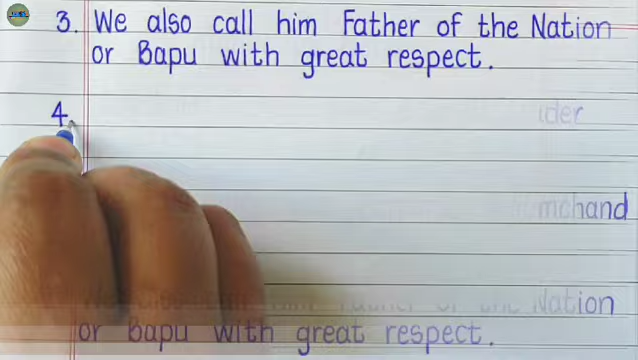 3. We also call him Father of the Nation
or Bapu with great respect.
4.
the Nation
or Bapu with great respect.